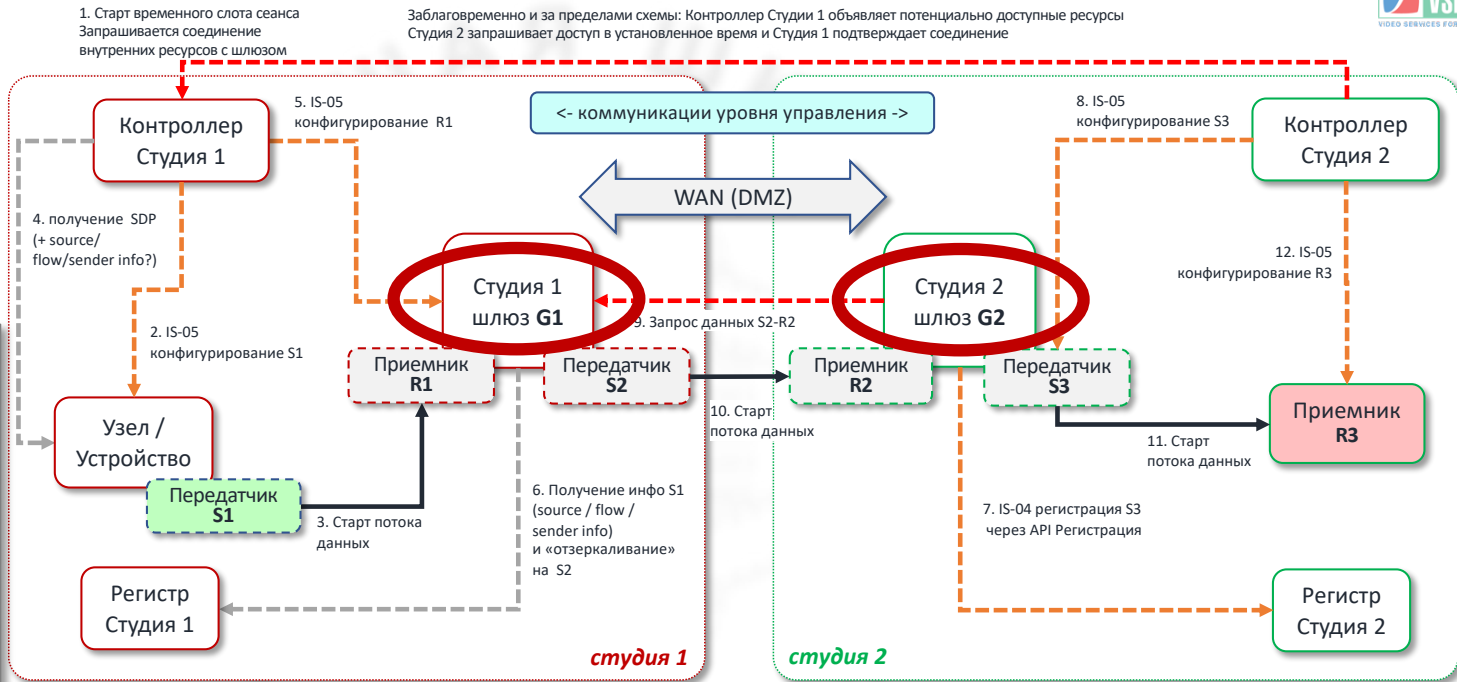 1. Старт временного слота сеанса
Запрашивается соединение
внутренних ресурсов с шлюзом
Заблаговременно и за пределами схемы: Контроллер Студии 1 объявляет потенциально доступные ресурсы
Студия 2 запрашивает доступ в установленное время и Студия 1 подтверждает соединение
VIDEO SERVICES FOR
5. IS-05
конфигурирование R1
<- коммуникации уровня управления ->
8. IS-05
конфигурирование S3
Контроллер
Студия 1
Контроллер
Студия 2
WAN (DMZ)
4. получение SDP
(+ source/
flow/sender info?)
12. IS-05
конфигурирование R3
Студия 1
шлюз G1
Студия 2
шлюз G2
9. Запрос данных S2-R2
2. IS-05
конфигурирование S1
Приемник
R1
Передатчик
S2
Приемник
R2
Передатчик
S3
10. Старт
потока данных
Узел /
Устройство
Приемник
R3
11. Старт
потока данных
Передатчик
S1
3. Старт потока
данных
6. Получение инфо S1
(source / flow /
sender info)
и «отзеркаливание»
на S2
7. IS-04 регистрация S3
через API Регистрация
Регистр
Студия 1
Регистр
Студия 2
студия 1
студия 2